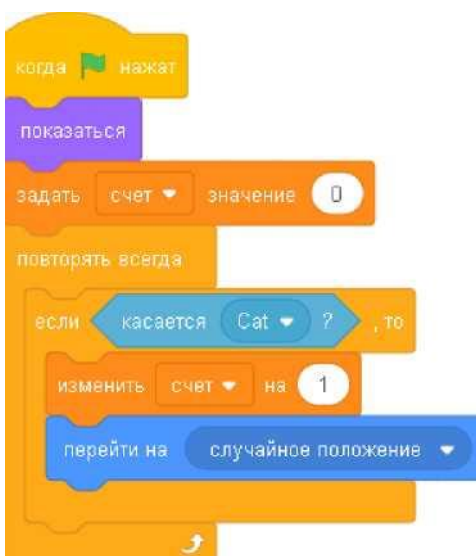 когда нажат
показаться
задать счет значение 0
повторять всегда
если касается Cat ? , то
изменить счет на 1
перейти на случайное положение